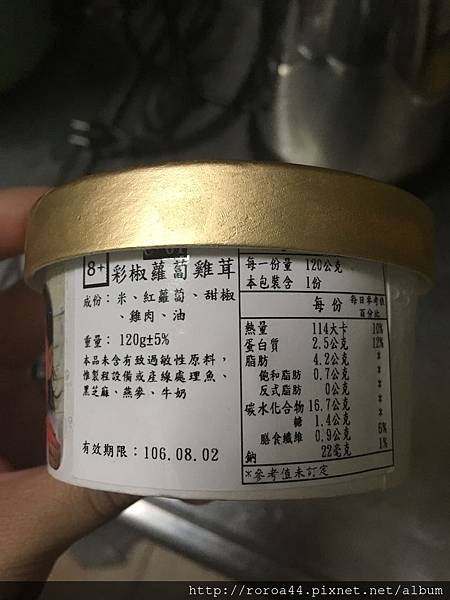 8+ 彩椒蘿蔔雞茸
成份：米、紅蘿蔔、甜椒
、雞肉、油
重量：120g±5%
本品未含有致過敏性原料，
惟製程設備或産線處理魚、
黑芝麻、燕麥、牛奶
有效期限：106.08.02
每一份量 120公克
本包裝含 1份
每份 每日參考值百分比
熱量 114大卡 10%
蛋白質 2.5公克 12%
脂肪 4.2公克 *
飽和脂肪 0.7公克 *
反式脂肪 0公克 *
碳水化合物 16.7公克 *
糖 1.4公克 *
膳食纖維 0.9公克 6%
鈉 22毫克 1%
*參考值未訂定
http://roroa44.pixnet.net/album